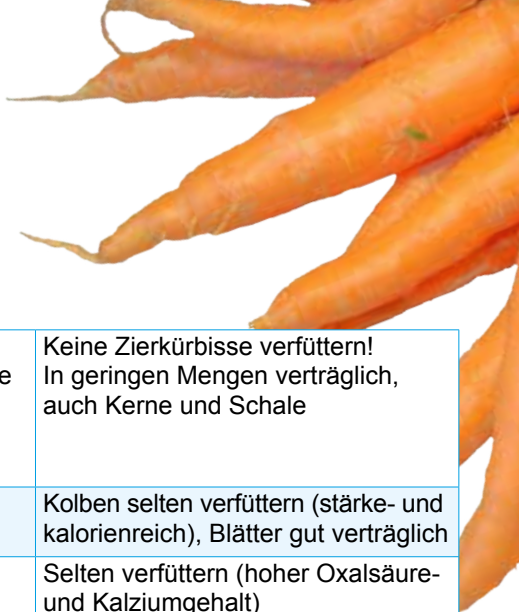 Keine Zierkürbisse verfüttern!
e In geringen Mengen verträglich,
auch Kerne und Schale
Kolben selten verfüttern (stärke- und
kalorienreich), Blätter gut verträglich
Selten verfüttern (hoher Oxalsäure-
und Kalziumgehalt)